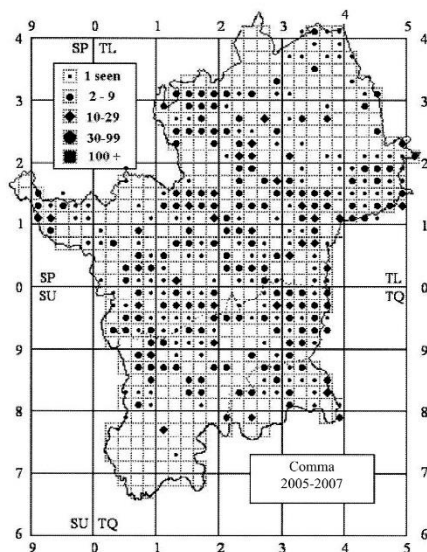 9 0 1 2 3 4 5
4 4
SP TL
1 seen
2 - 9
10-29
30-99
100 +
3 3
2 2
1 1
SP TL
0 0
SU TQ
9 9
8 8
7 7
Comma
2005-2007
6 SU TQ 6
9 0 1 2 3 4 5